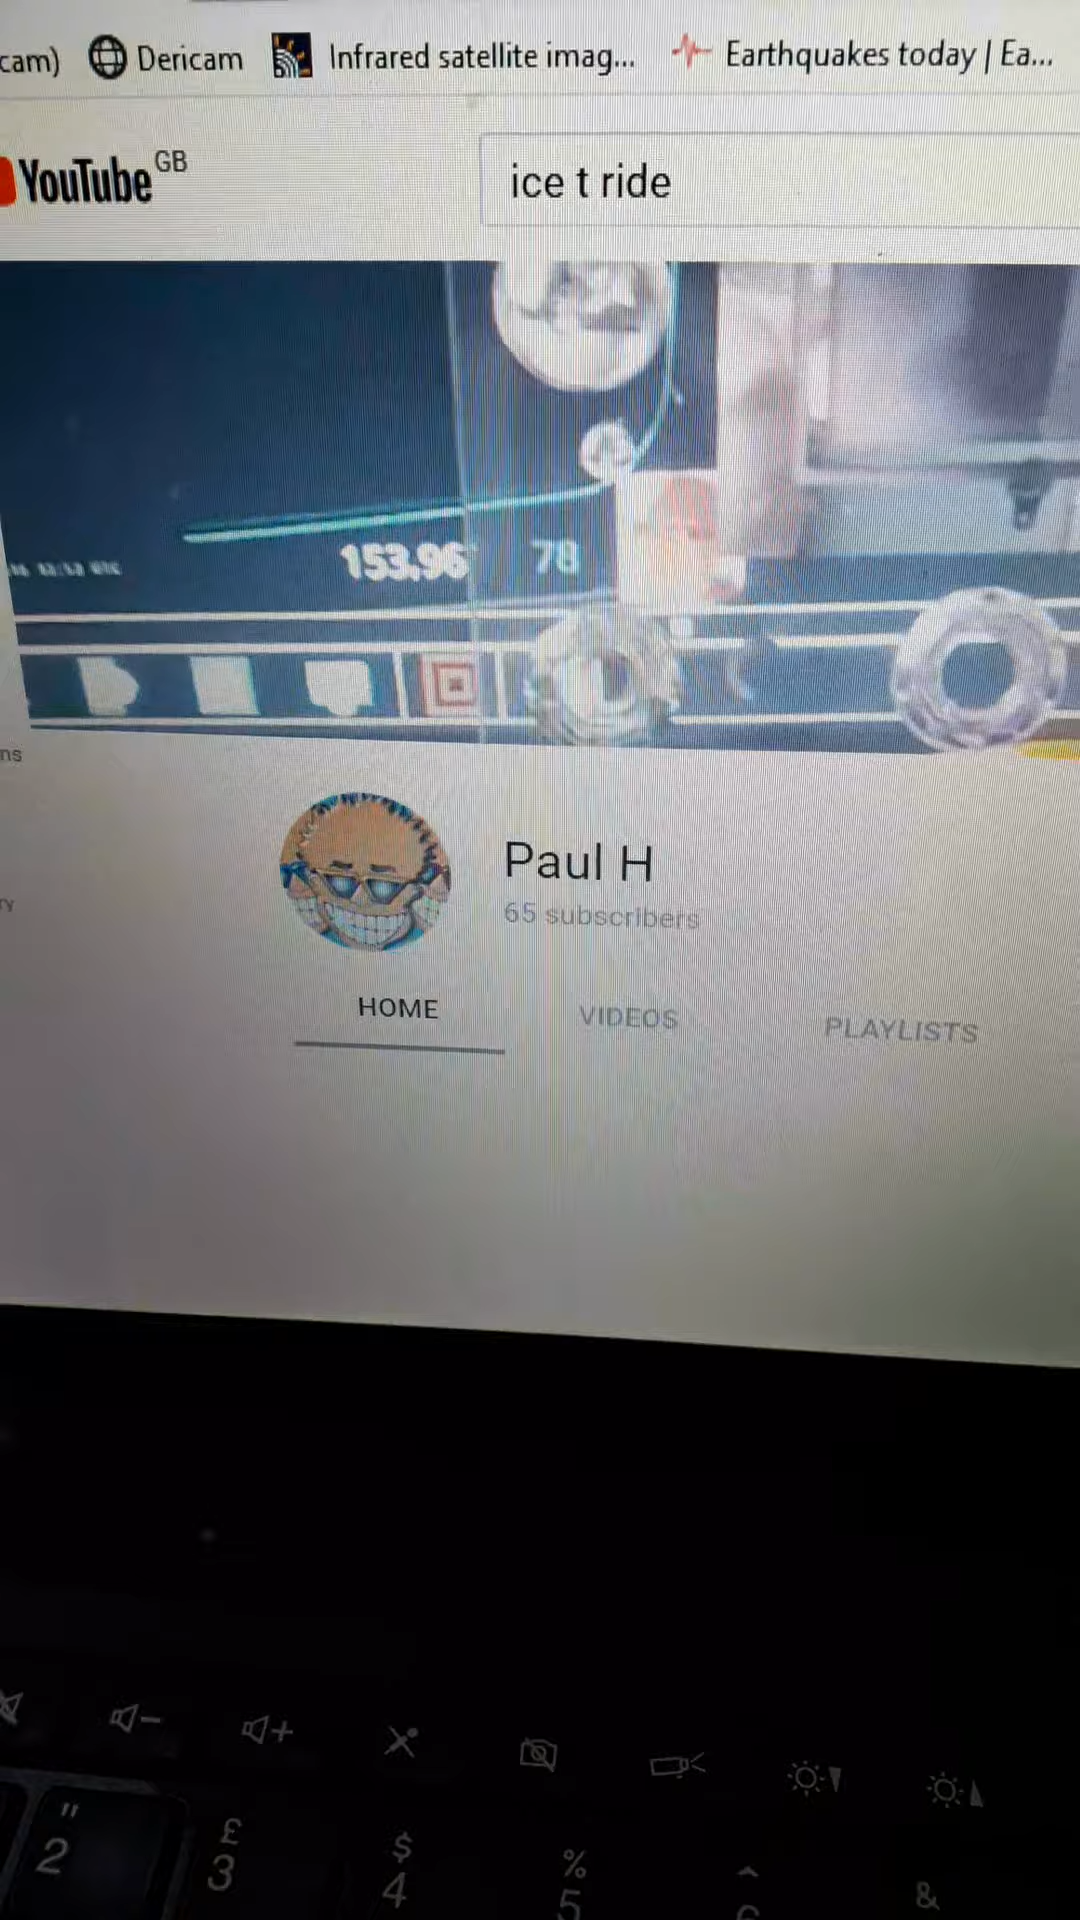 cam) Dericam Infrared satellite imag... Earthquakes today | Ea...
YouTube GB
ice t ride
153.96 78
ns
Paul H
65 subscribers
ry
HOME VIDEOS PLAYLISTS
" £ $ % ^ &
2 3 4 5